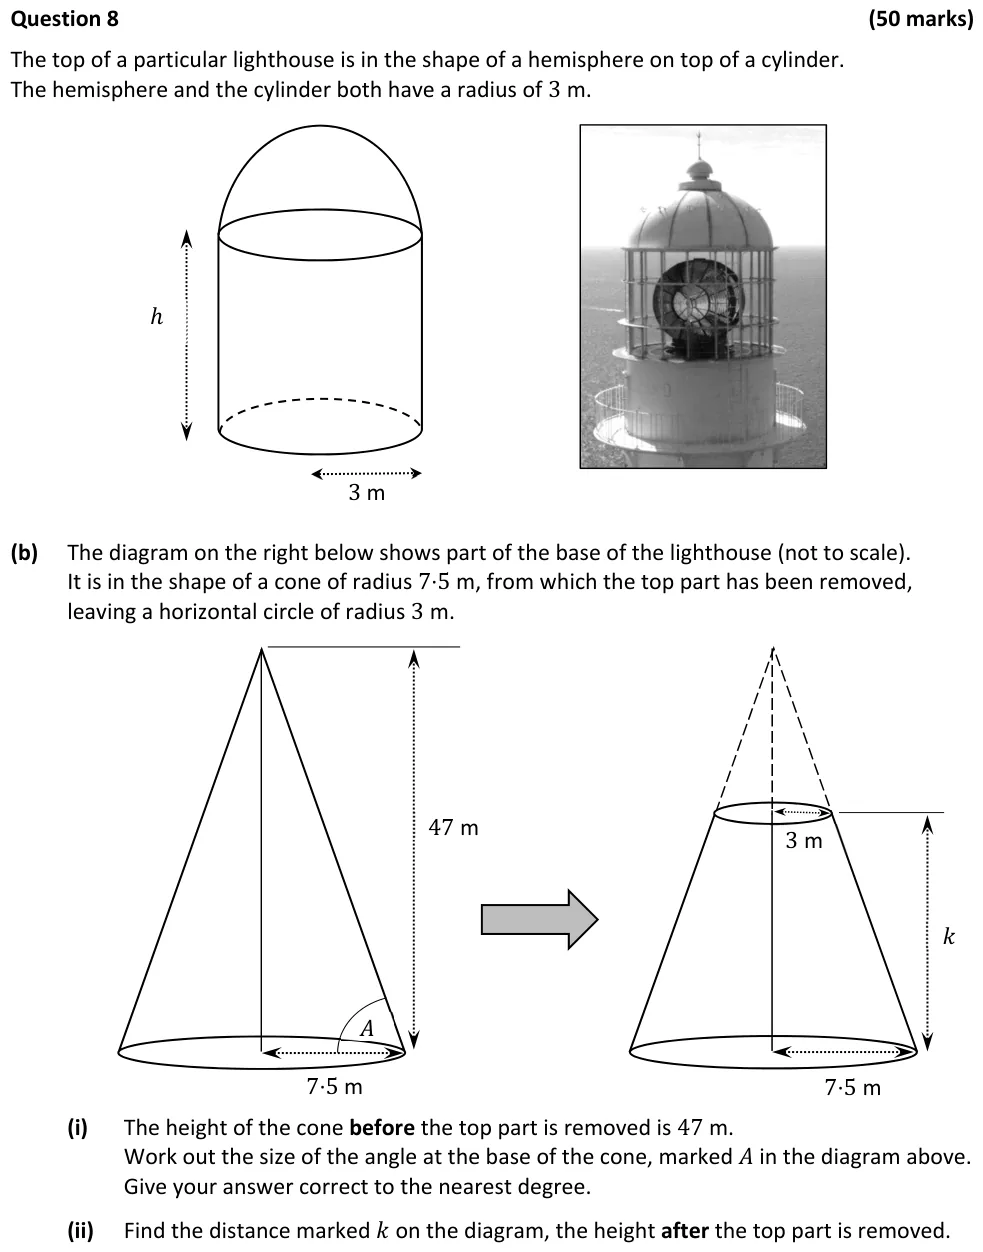 Question 8 (50 marks)
The top of a particular lighthouse is in the shape of a hemisphere on top of a cylinder.
The hemisphere and the cylinder both have a radius of 3 m.
h
3 m
(b) The diagram on the right below shows part of the base of the lighthouse (not to scale).
It is in the shape of a cone of radius 7·5 m, from which the top part has been removed,
leaving a horizontal circle of radius 3 m.
47 m
3 m
k
A
7·5 m
7·5 m
(i) The height of the cone before the top part is removed is 47 m.
Work out the size of the angle at the base of the cone, marked A in the diagram above.
Give your answer correct to the nearest degree.
(ii) Find the distance marked k on the diagram, the height after the top part is removed.